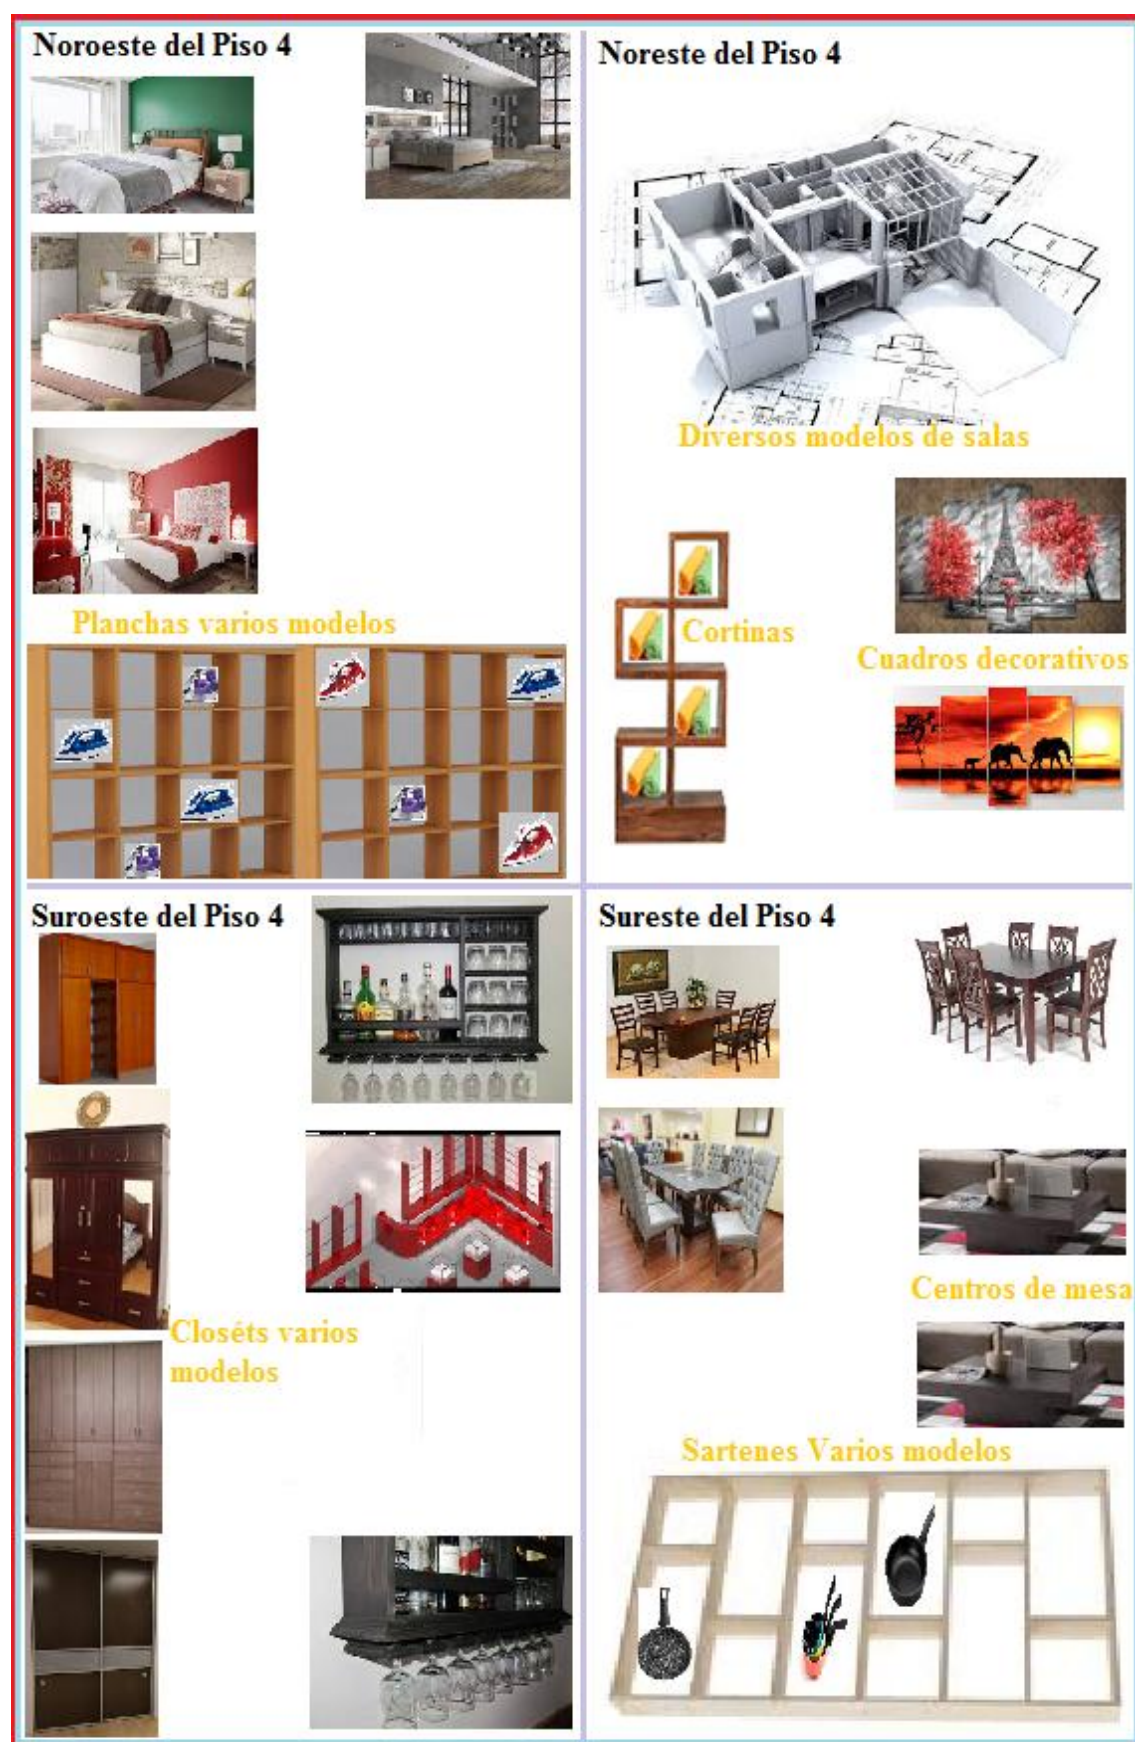 Noroeste del Piso 4
Noreste del Piso 4
Diversos modelos de salas
Planchas varios modelos
Cortinas
Cuadros decorativos
Suroeste del Piso 4
Sureste del Piso 4
Closéts varios
modelos
Centros de mesa
Sartenes Varios modelos